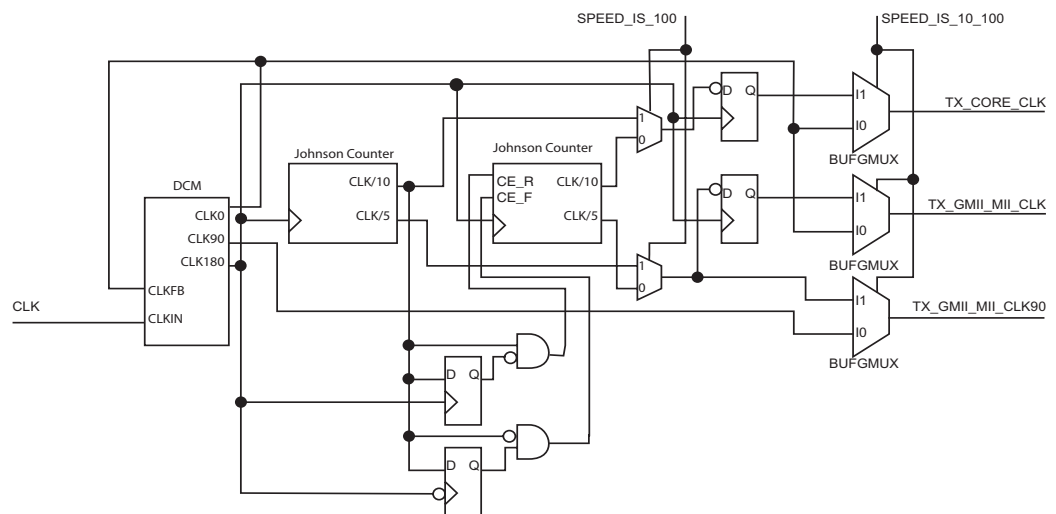 SPEED_IS_100
SPEED_IS_10_100
D Q
I1
TX_CORE_CLK
1
0
I0
Johnson Counter
Johnson Counter
BUFGMUX
CLK/10
CE_R
CLK/10
DCM
CE_F
D Q
I1
CLK0
CLK/5
CLK/5
TX_GMII_MII_CLK
CLK90
I0
CLK180
1
BUFGMUX
CLKFB
0
CLK
I1
TX_GMII_MII_CLK90
CLKIN
I0
BUFGMUX
D Q
D Q